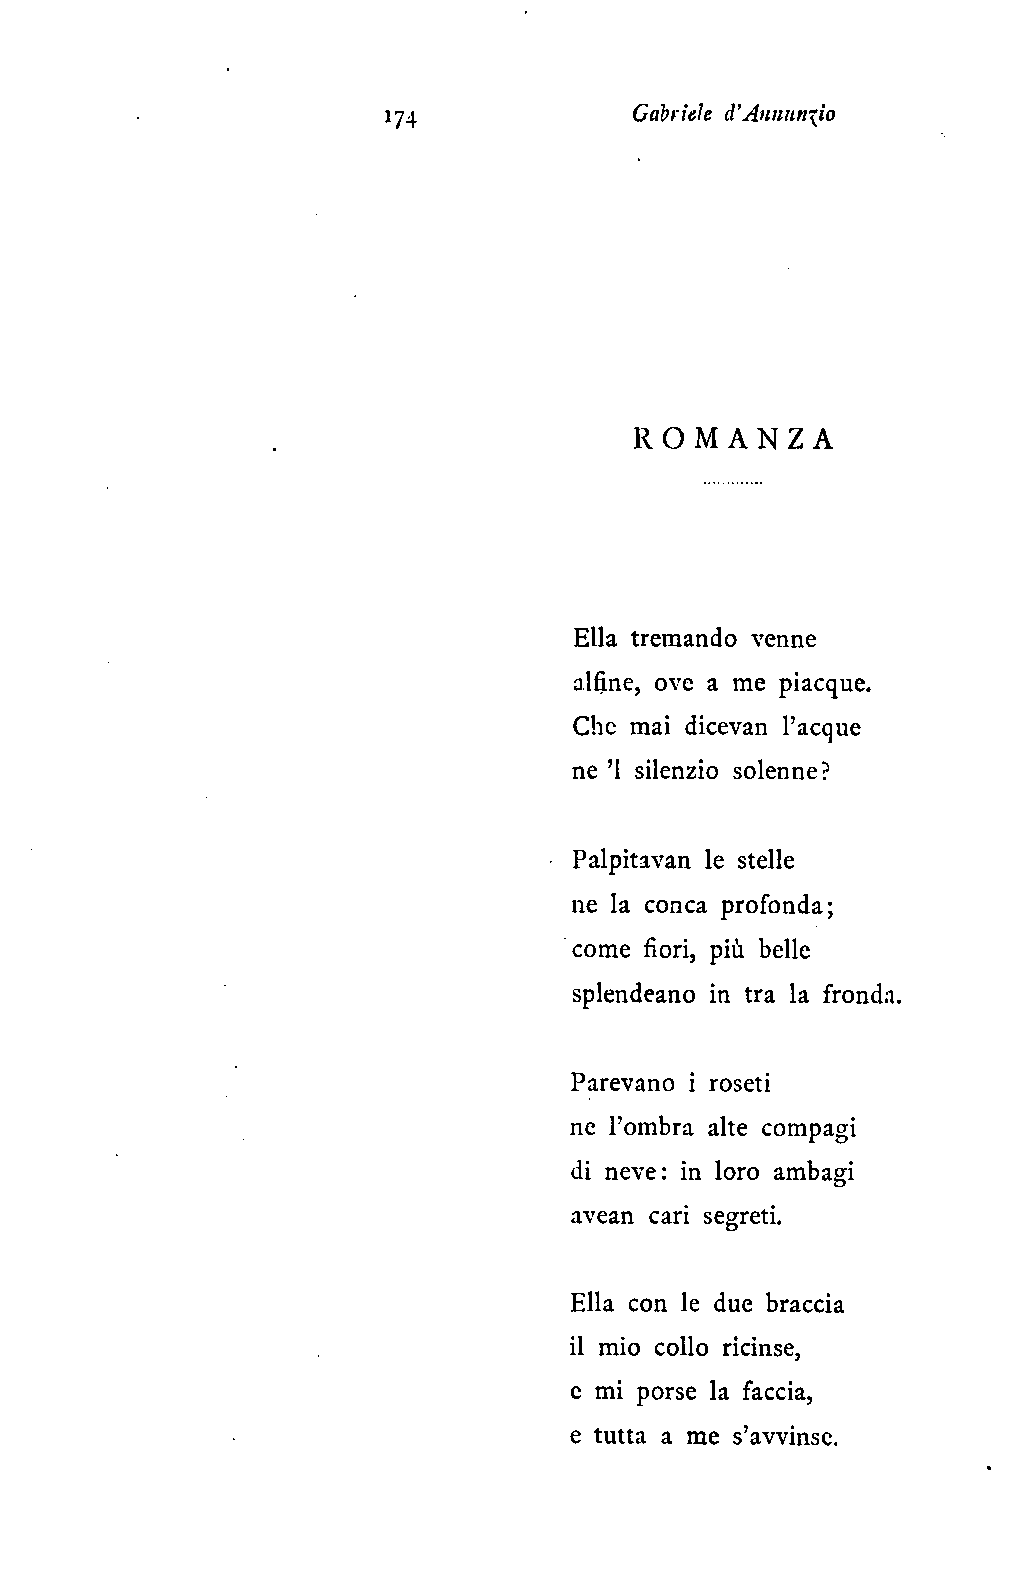 174 Gabriele d'Annunzio
ROMANZA
Ella tremando venne
alfine, ove a me piacque.
Che mai dicevan l'acque
ne 'l silenzio solenne?
Palpitavan le stelle
ne la conca profonda;
come fiori, più belle
splendeano in tra la fronda.
Parevano i roseti
ne l'ombra alte compagi
di neve: in loro ambagi
avean cari segreti.
Ella con le due braccia
il mio collo ricinse,
e mi porse la faccia,
e tutta a me s'avvinse.